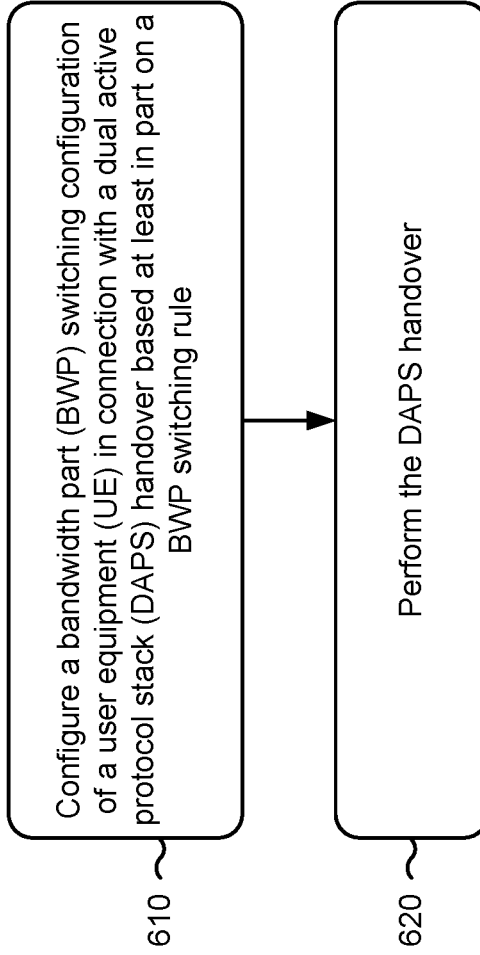 Configure a bandwidth part (BWP) switching configuration
of a user equipment (UE) in connection with a dual active
protocol stack (DAPS) handover based at least in part on a
BWP switching rule
610
Perform the DAPS handover
620